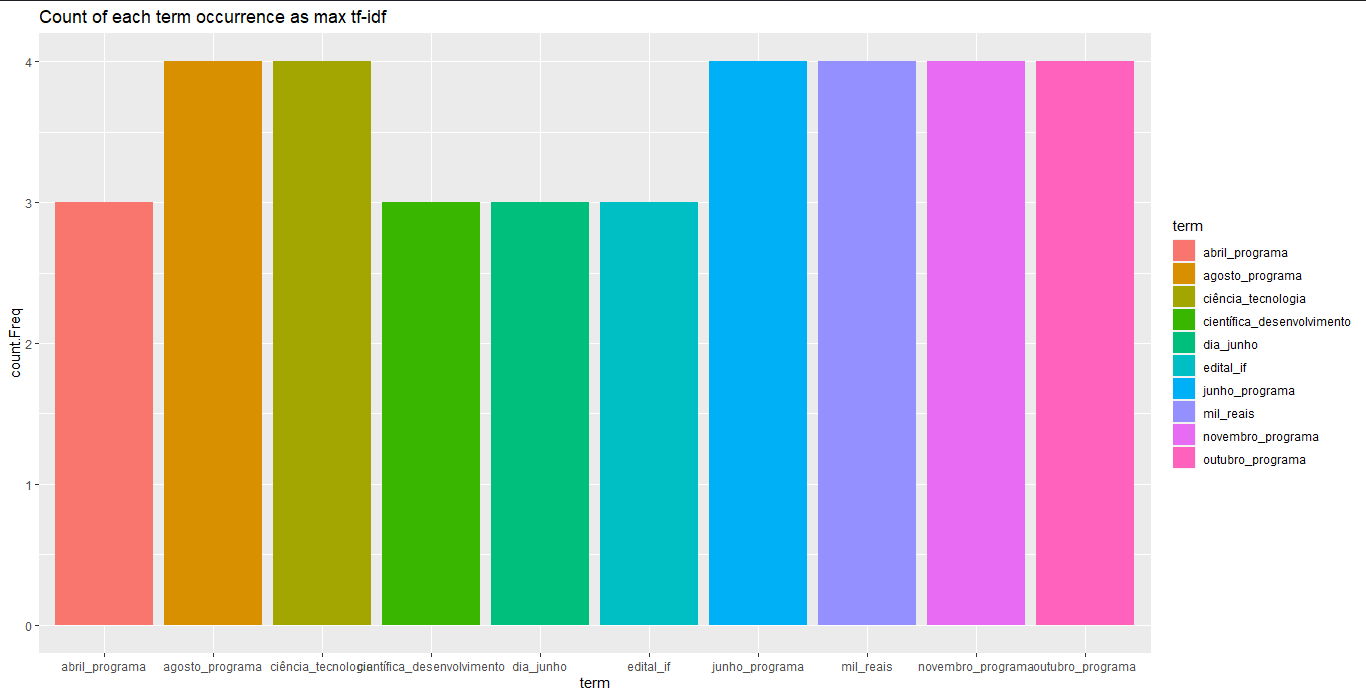 Count of each term occurrence as max tf-idf
count.Freq
4
3
2
1
0
abril_programa
agosto_programa
ciência_tecnologia
científica_desenvolvimento
dia_junho
edital_if
junho_programa
mil_reais
novembro_programa
outubro_programa
term
term
abril_programa
agosto_programa
ciência_tecnologia
científica_desenvolvimento
dia_junho
edital_if
junho_programa
mil_reais
novembro_programa
outubro_programa